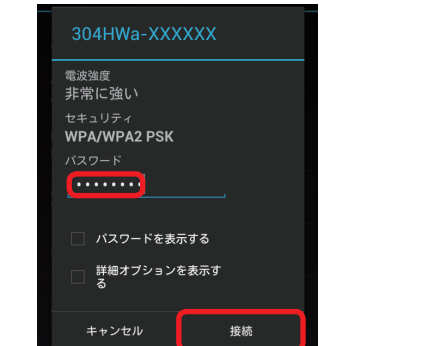 304HWa-XXXXXX
電波強度
非常に強い
セキュリティ
WPA/WPA2 PSK
パスワード
••••••••
パスワードを表示する
詳細オプションを表示す
る
キャンセル
接続